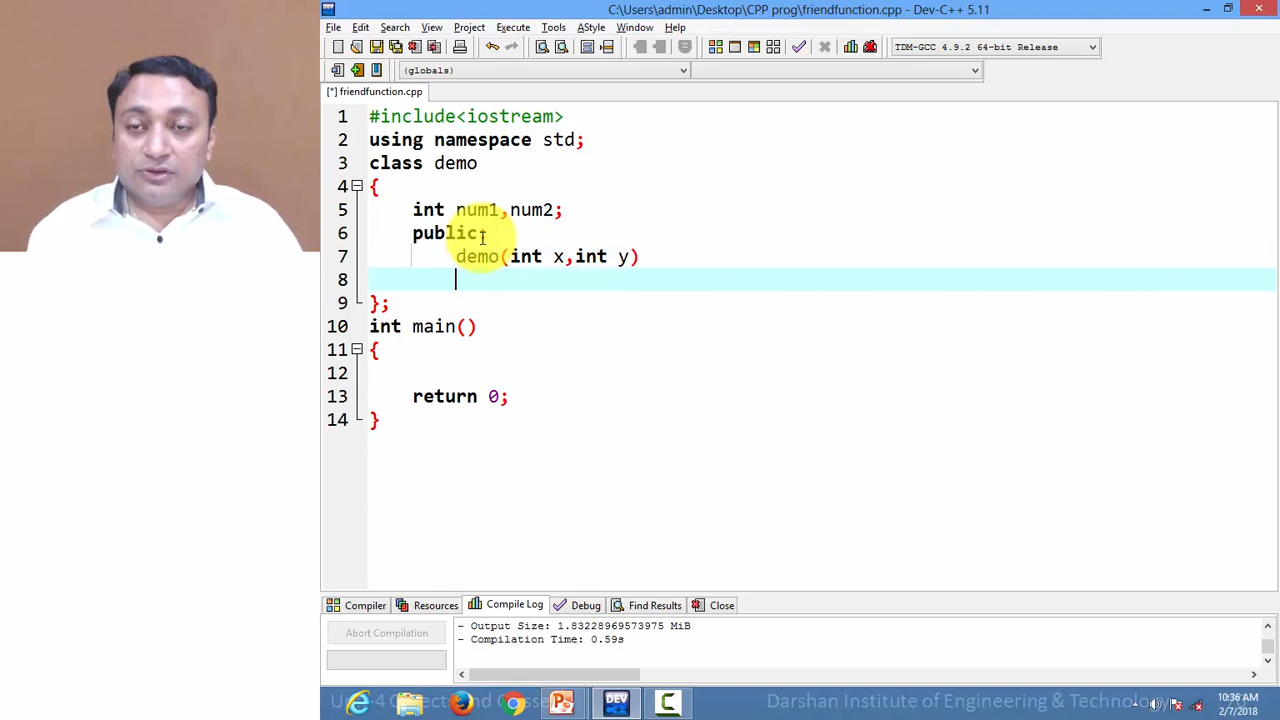 C:\Users\admin\Desktop\CPP prog\friendfunction.cpp - Dev-C++ 5.11
File Edit Search View Project Execute Tools AStyle Window Help
TDM-GCC 4.9.2 64-bit Release
(globals)
[*] friendfunction.cpp
1 #include<iostream>
2 using namespace std;
3 class demo
4 {
5 int num1,num2;
6 public:
7 demo(int x,int y)
8
9 };
10 int main()
11 {
12
13 return 0;
14 }
Compiler Resources Compile Log Debug Find Results Close
Abort Compilation
- Output Size: 1.83228969573975 MiB
- Compilation Time: 0.59s
Darshan Institute of Engineering & Technology
10:36 AM
2/7/2018